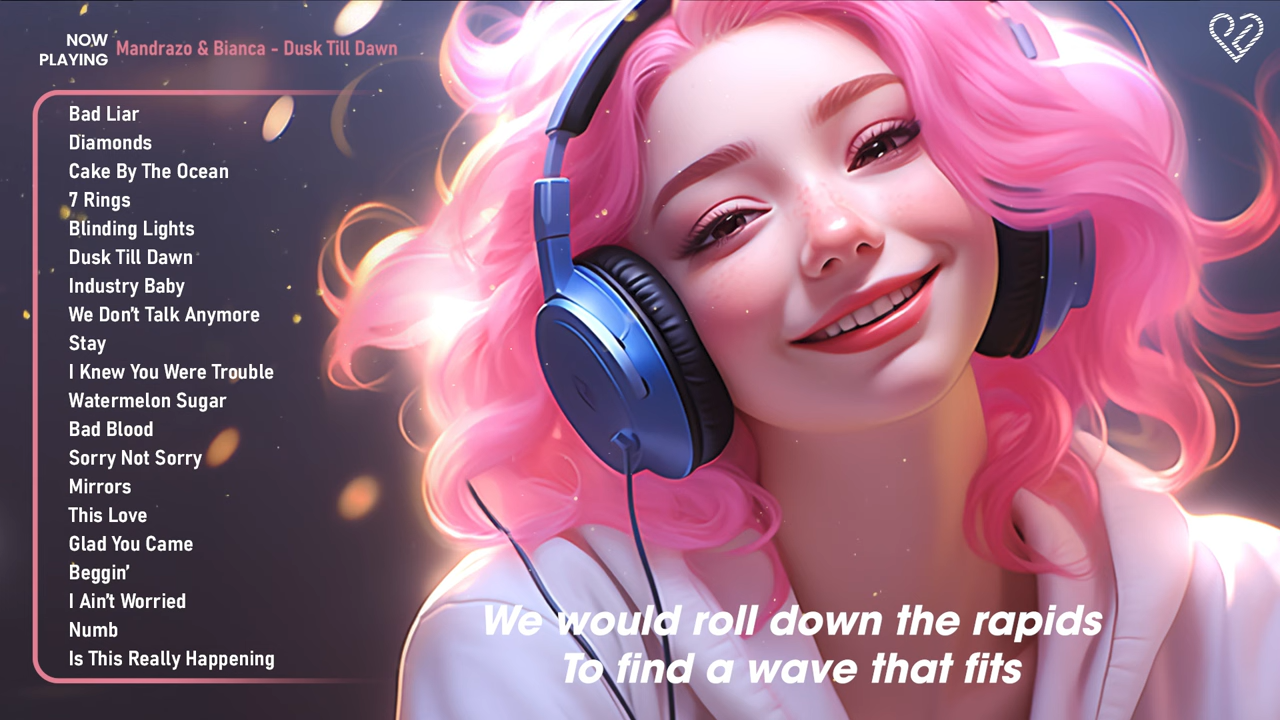 NOW
PLAYING
Mandrazo & Bianca - Dusk Till Dawn
Bad Liar
Diamonds
Cake By The Ocean
7 Rings
Blinding Lights
Dusk Till Dawn
Industry Baby
We Don’t Talk Anymore
Stay
I Knew You Were Trouble
Watermelon Sugar
Bad Blood
Sorry Not Sorry
Mirrors
This Love
Glad You Came
Beggin’
I Ain’t Worried
Numb
Is This Really Happening
We would roll down the rapids
To find a wave that fits